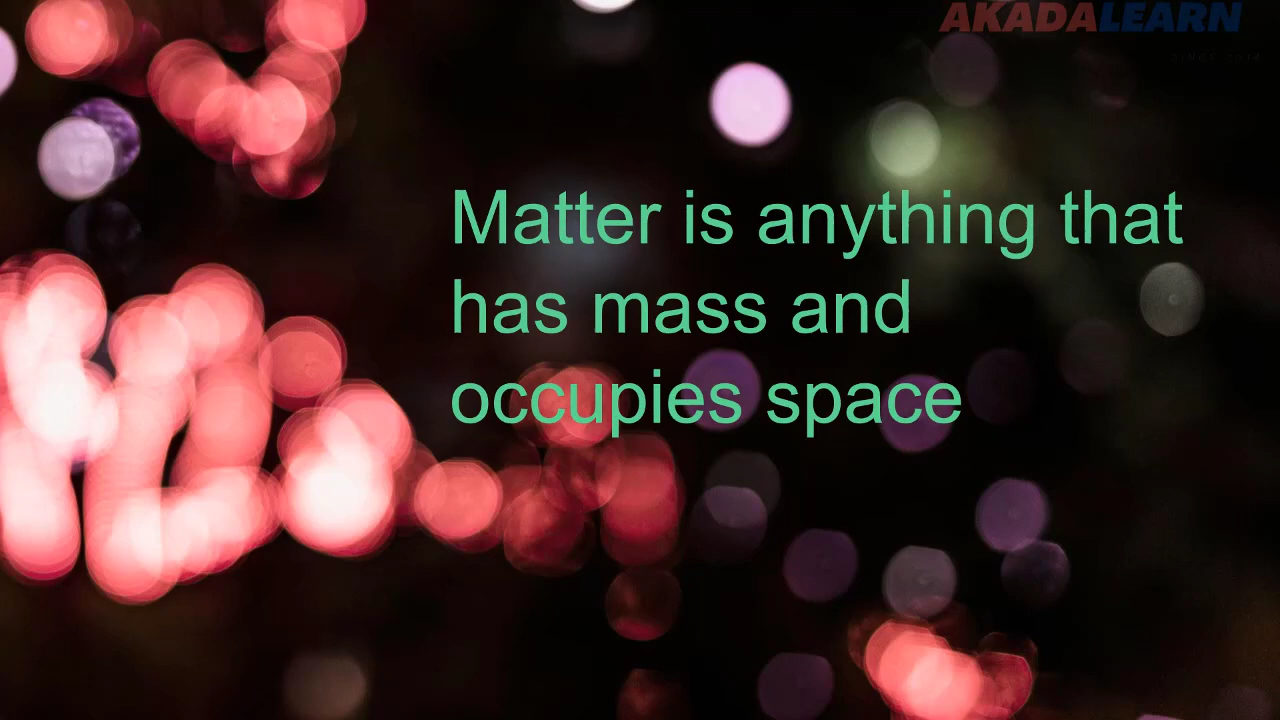 AKADALEARN
Matter is anything that
has mass and
occupies space